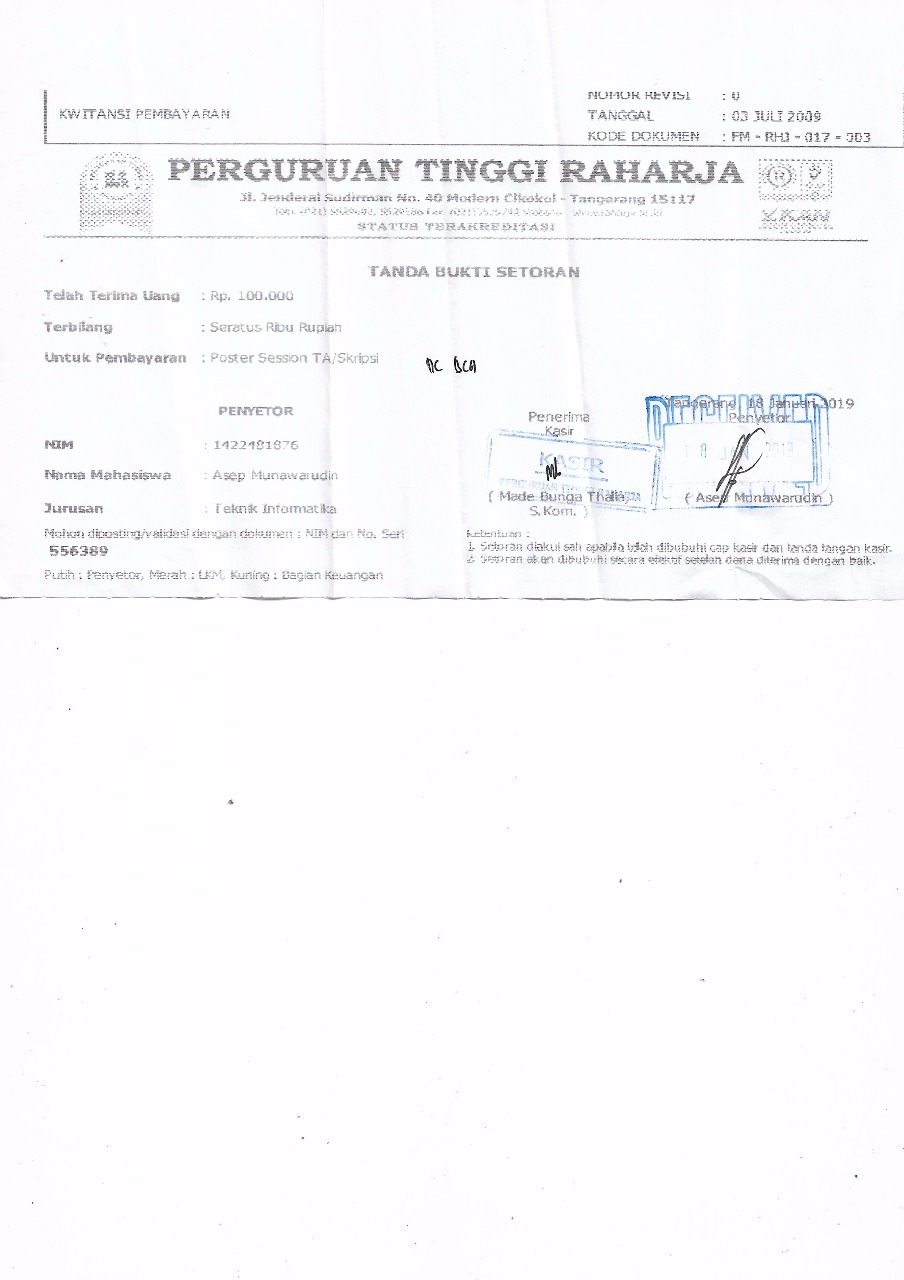 KWITANSI PEMBAYARAN
NOMOR REVISI : 0
TANGGAL : 03 JULI 2009
KODE DOKUMEN : FM - RHJ - 017 - 003
PERGURUAN TINGGI RAHARJA
Jl. Jenderal Sudirman No. 40 Modern Cikokol - Tangerang 15117
STATUS TERAKREDITASI
KAN
TANDA BUKTI SETORAN
Telah Terima Uang : Rp. 100.000
Terbilang : Seratus Ribu Rupiah
Untuk Pembayaran : Poster Session TA/Skripsi
AC BCA
Tangerang, 18 Januari 2019
PENYETOR
Penerima
Kasir
Penyetor
RECEIVED
18 JAN 2019
KASIR
PERGURUAN TINGGI RAHARJA
NIM : 1422481876
Nama Mahasiswa : Asep Munawarudin
Jurusan : Teknik Informatika
( Made Bunga Thalia, S.Kom. )
( Asep Munawarudin )
Mohon diposting/validasi dengan dokumen : NIM dan No. Seri
556389
Putih : Penyetor, Merah : LKM, Kuning : Bagian Keuangan
Ketentuan :
1. Setoran diakui sah apabila telah dibubuhi cap kasir dan tanda tangan kasir.
2. Setoran akan dibubuhi secara efektif setelah dana diterima dengan baik.